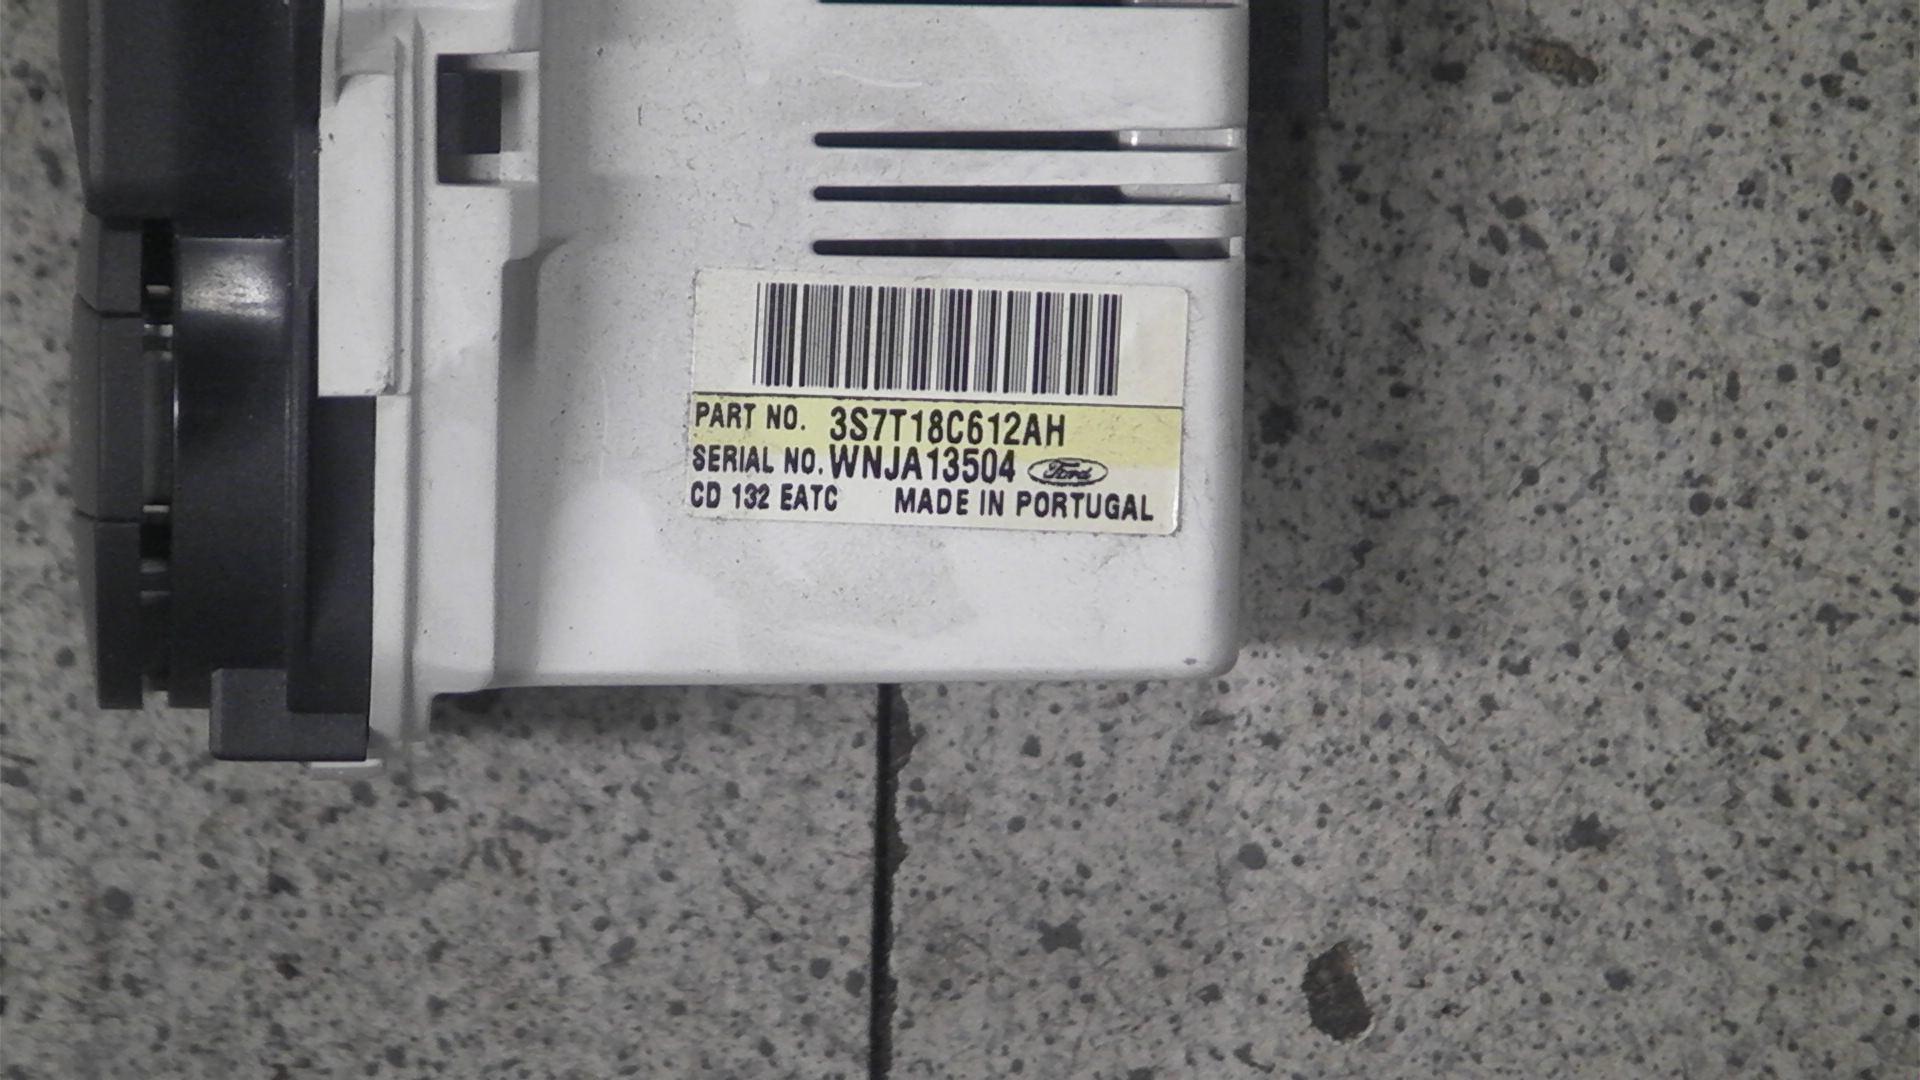 PART NO. 3S7T18C612AH
SERIAL NO. WNJA13504 Ford
CD 132 EATC MADE IN PORTUGAL